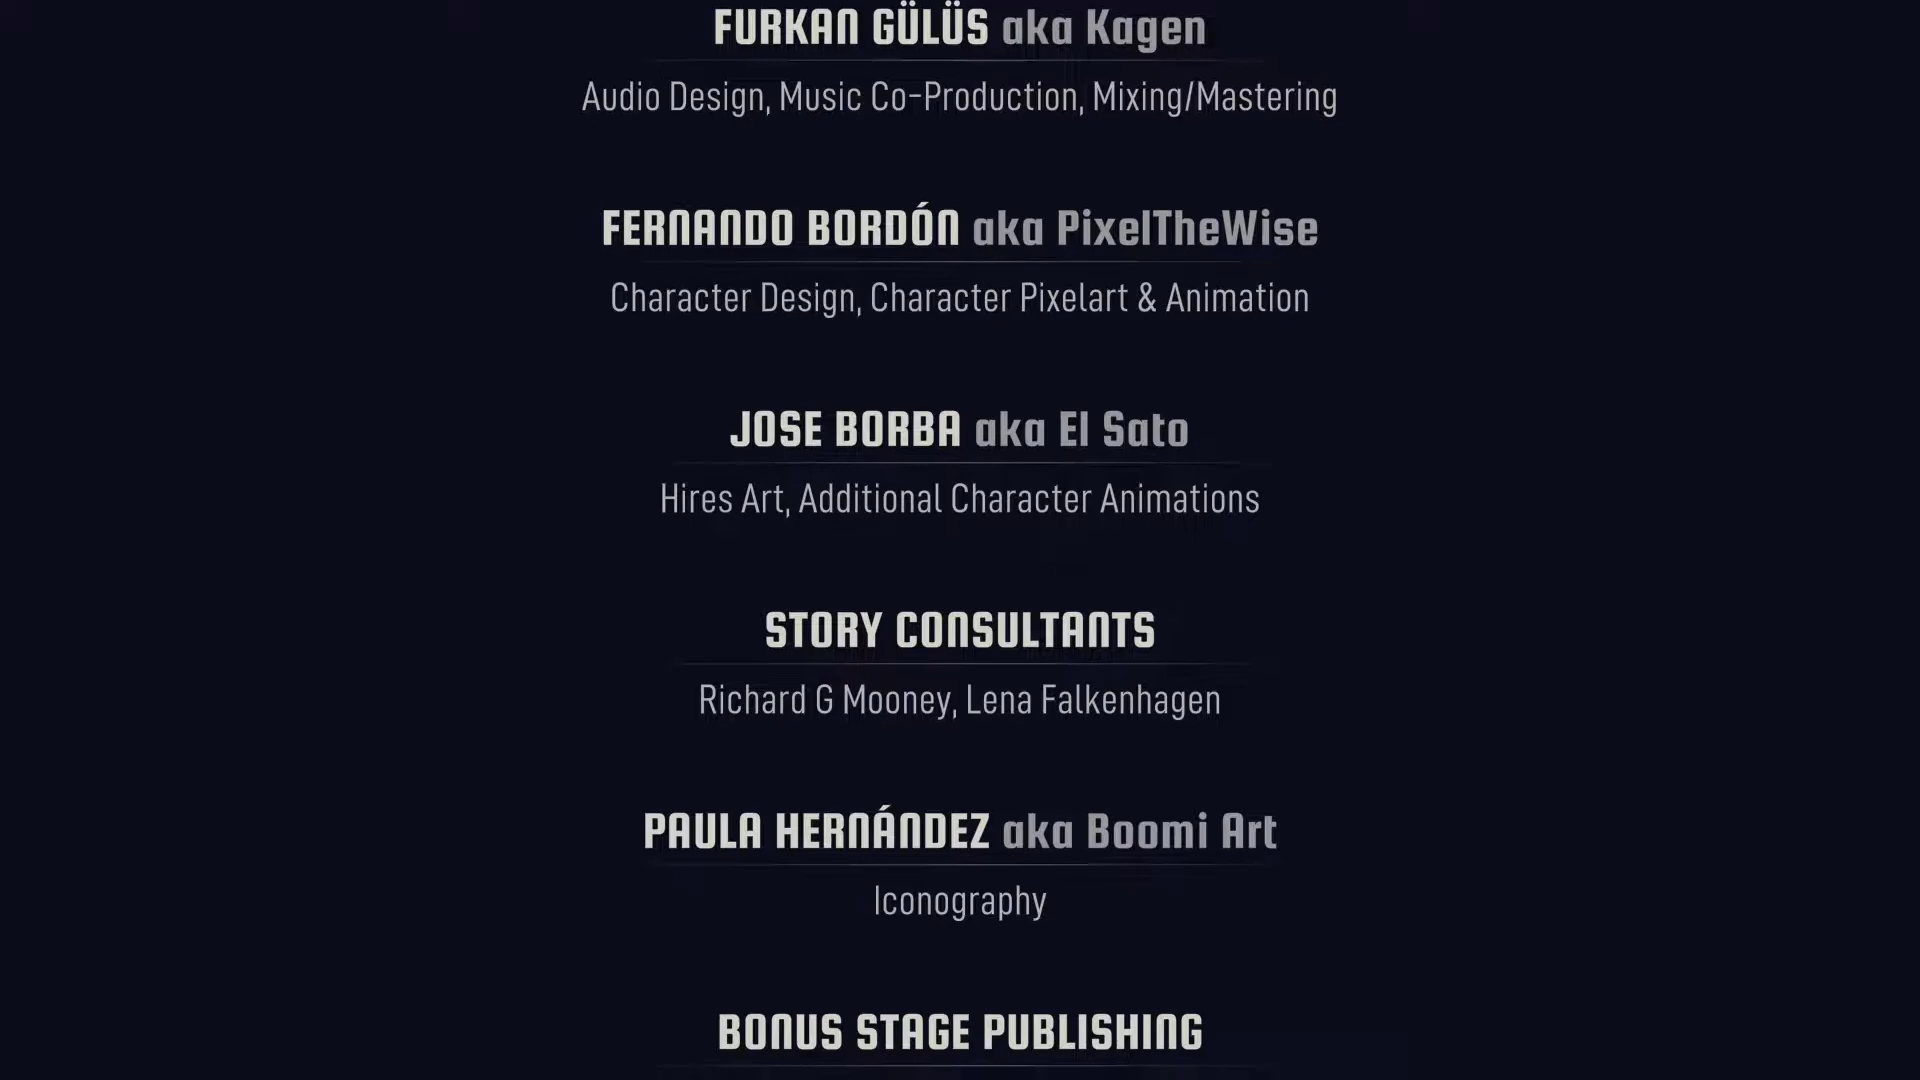 FURKAN GÜLÜS aka Kagen
Audio Design, Music Co-Production, Mixing/Mastering
FERNANDO BORDÓN aka PixelTheWise
Character Design, Character Pixelart & Animation
JOSE BORBA aka El Sato
Hires Art, Additional Character Animations
STORY CONSULTANTS
Richard G Mooney, Lena Falkenhagen
PAULA HERNÁNDEZ aka Boomi Art
Iconography
BONUS STAGE PUBLISHING